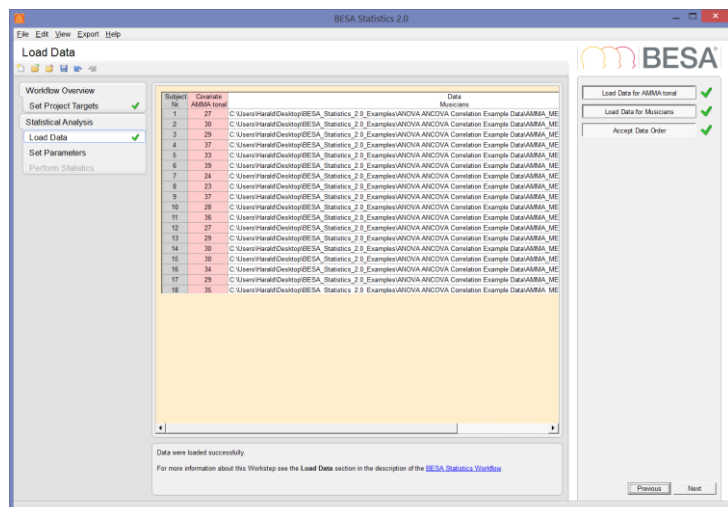 BESA Statistics 2.0
File Edit View Export Help
Load Data
BESA
Workflow Overview
Set Project Targets
Statistical Analysis
Load Data
Set Parameters
Perform Statistics
Subject Nr. Covariate AMMA tonal Data Musicians
1 27 C:\Users\Harald\Desktop\BESA_Statistics_2.0_Examples\ANOVA ANCOVA Correlation Example Data\AMMA_ME
2 30 C:\Users\Harald\Desktop\BESA_Statistics_2.0_Examples\ANOVA ANCOVA Correlation Example Data\AMMA_ME
3 29 C:\Users\Harald\Desktop\BESA_Statistics_2.0_Examples\ANOVA ANCOVA Correlation Example Data\AMMA_ME
4 37 C:\Users\Harald\Desktop\BESA_Statistics_2.0_Examples\ANOVA ANCOVA Correlation Example Data\AMMA_ME
5 33 C:\Users\Harald\Desktop\BESA_Statistics_2.0_Examples\ANOVA ANCOVA Correlation Example Data\AMMA_ME
6 39 C:\Users\Harald\Desktop\BESA_Statistics_2.0_Examples\ANOVA ANCOVA Correlation Example Data\AMMA_ME
7 24 C:\Users\Harald\Desktop\BESA_Statistics_2.0_Examples\ANOVA ANCOVA Correlation Example Data\AMMA_ME
8 23 C:\Users\Harald\Desktop\BESA_Statistics_2.0_Examples\ANOVA ANCOVA Correlation Example Data\AMMA_ME
9 37 C:\Users\Harald\Desktop\BESA_Statistics_2.0_Examples\ANOVA ANCOVA Correlation Example Data\AMMA_ME
10 28 C:\Users\Harald\Desktop\BESA_Statistics_2.0_Examples\ANOVA ANCOVA Correlation Example Data\AMMA_ME
11 36 C:\Users\Harald\Desktop\BESA_Statistics_2.0_Examples\ANOVA ANCOVA Correlation Example Data\AMMA_ME
12 27 C:\Users\Harald\Desktop\BESA_Statistics_2.0_Examples\ANOVA ANCOVA Correlation Example Data\AMMA_ME
13 29 C:\Users\Harald\Desktop\BESA_Statistics_2.0_Examples\ANOVA ANCOVA Correlation Example Data\AMMA_ME
14 30 C:\Users\Harald\Desktop\BESA_Statistics_2.0_Examples\ANOVA ANCOVA Correlation Example Data\AMMA_ME
15 30 C:\Users\Harald\Desktop\BESA_Statistics_2.0_Examples\ANOVA ANCOVA Correlation Example Data\AMMA_ME
16 34 C:\Users\Harald\Desktop\BESA_Statistics_2.0_Examples\ANOVA ANCOVA Correlation Example Data\AMMA_ME
17 29 C:\Users\Harald\Desktop\BESA_Statistics_2.0_Examples\ANOVA ANCOVA Correlation Example Data\AMMA_ME
18 35 C:\Users\Harald\Desktop\BESA_Statistics_2.0_Examples\ANOVA ANCOVA Correlation Example Data\AMMA_ME
Load Data for AMMA tonal
Load Data for Musicians
Accept Data Order
Data were loaded successfully.
For more information about this Workstep see the Load Data section in the description of the BESA Statistics Workflow.
Previous Next